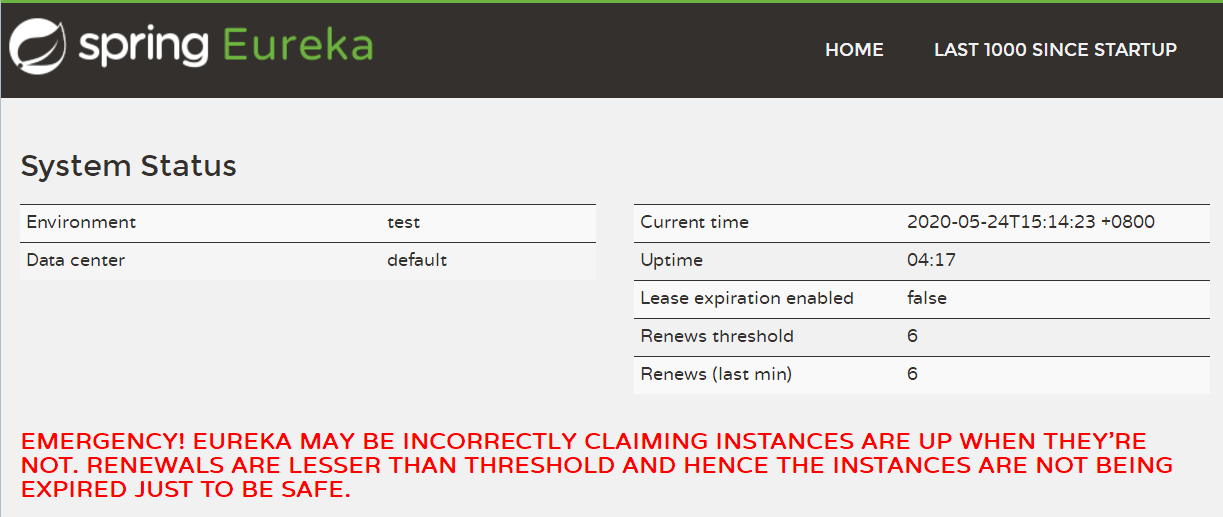 spring Eureka
HOME LAST 1000 SINCE STARTUP
System Status
Environment test
Data center default
Current time 2020-05-24T15:14:23 +0800
Uptime 04:17
Lease expiration enabled false
Renews threshold 6
Renews (last min) 6
EMERGENCY! EUREKA MAY BE INCORRECTLY CLAIMING INSTANCES ARE UP WHEN THEY'RE
NOT. RENEWALS ARE LESSER THAN THRESHOLD AND HENCE THE INSTANCES ARE NOT BEING
EXPIRED JUST TO BE SAFE.